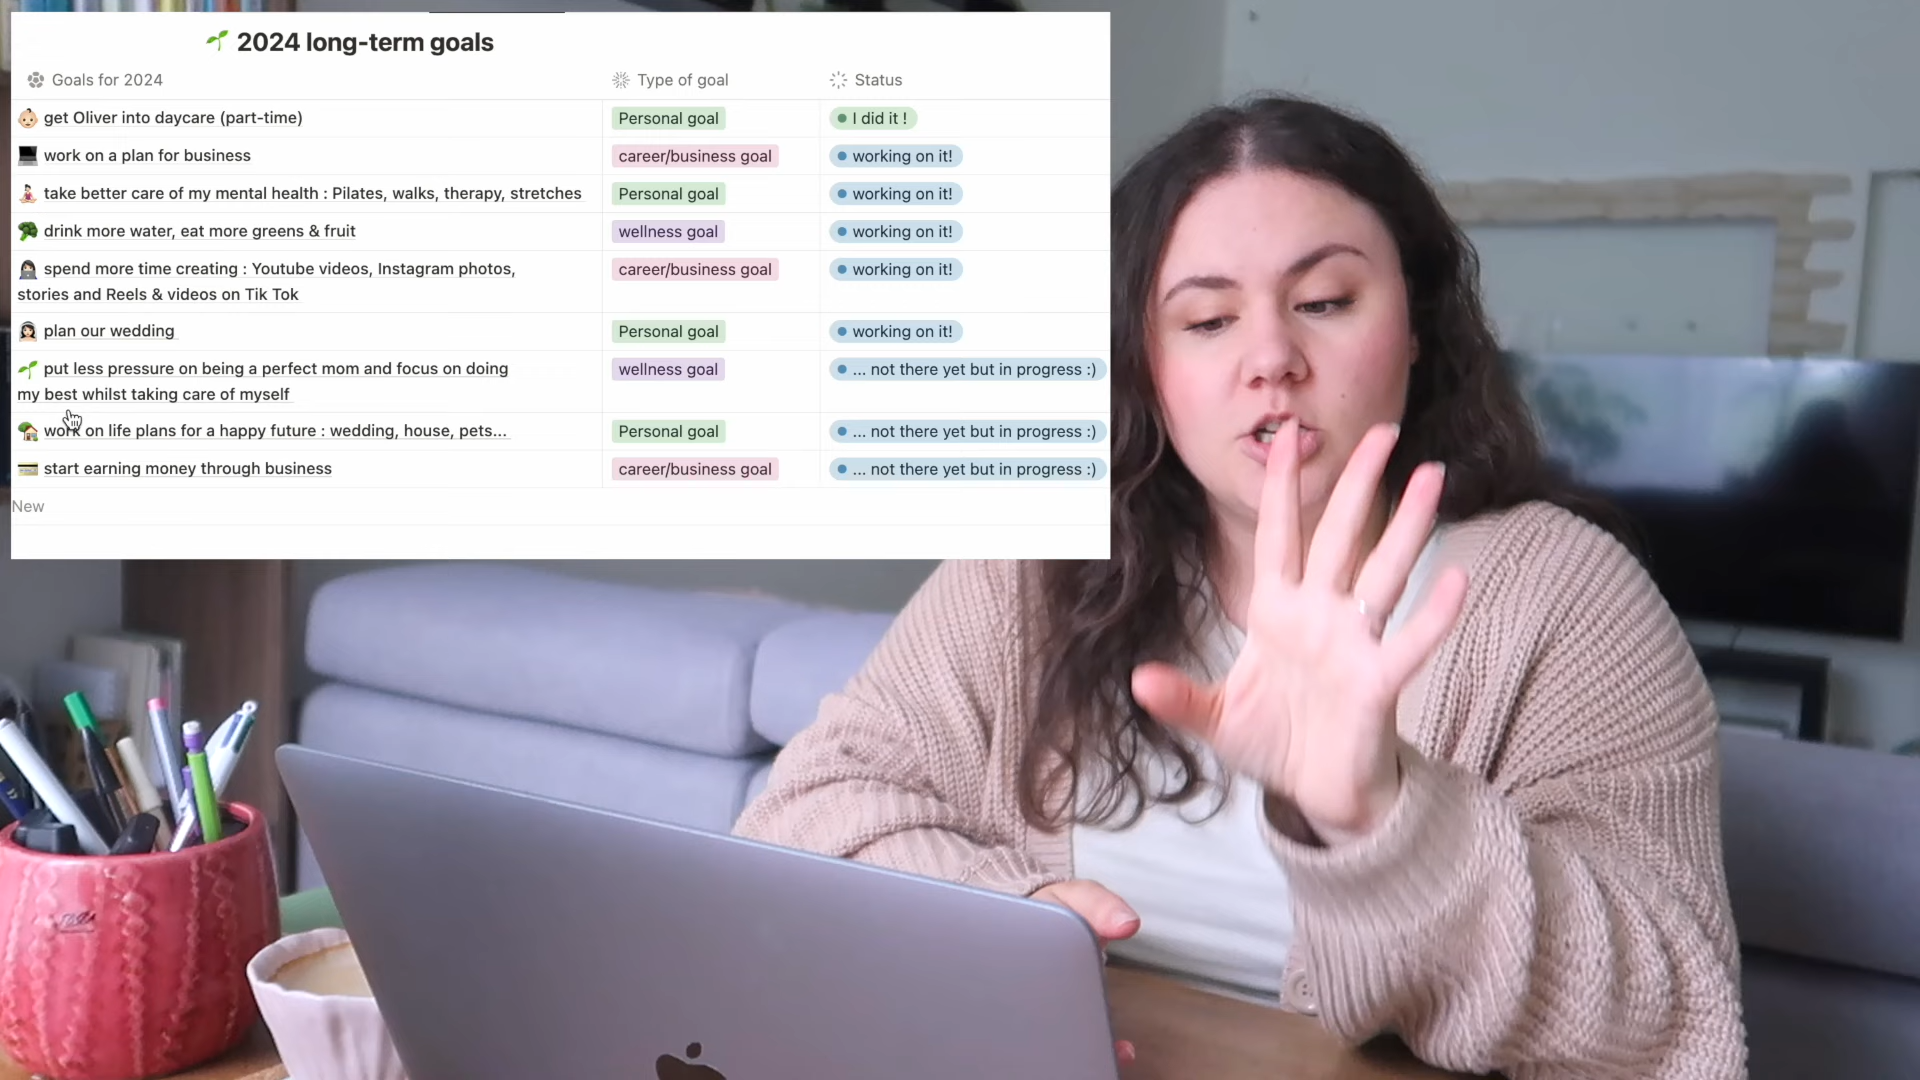 2024 long-term goals
Goals for 2024 Type of goal Status
get Oliver into daycare (part-time) Personal goal I did it !
work on a plan for business career/business goal working on it!
take better care of my mental health : Pilates, walks, therapy, stretches Personal goal working on it!
drink more water, eat more greens & fruit wellness goal working on it!
spend more time creating : Youtube videos, Instagram photos, career/business goal working on it!
stories and Reels & videos on Tik Tok
plan our wedding Personal goal working on it!
put less pressure on being a perfect mom and focus on doing wellness goal ... not there yet but in progress :)
my best whilst taking care of myself
work on life plans for a happy future : wedding, house, pets... Personal goal ... not there yet but in progress :)
start earning money through business career/business goal ... not there yet but in progress :)
New